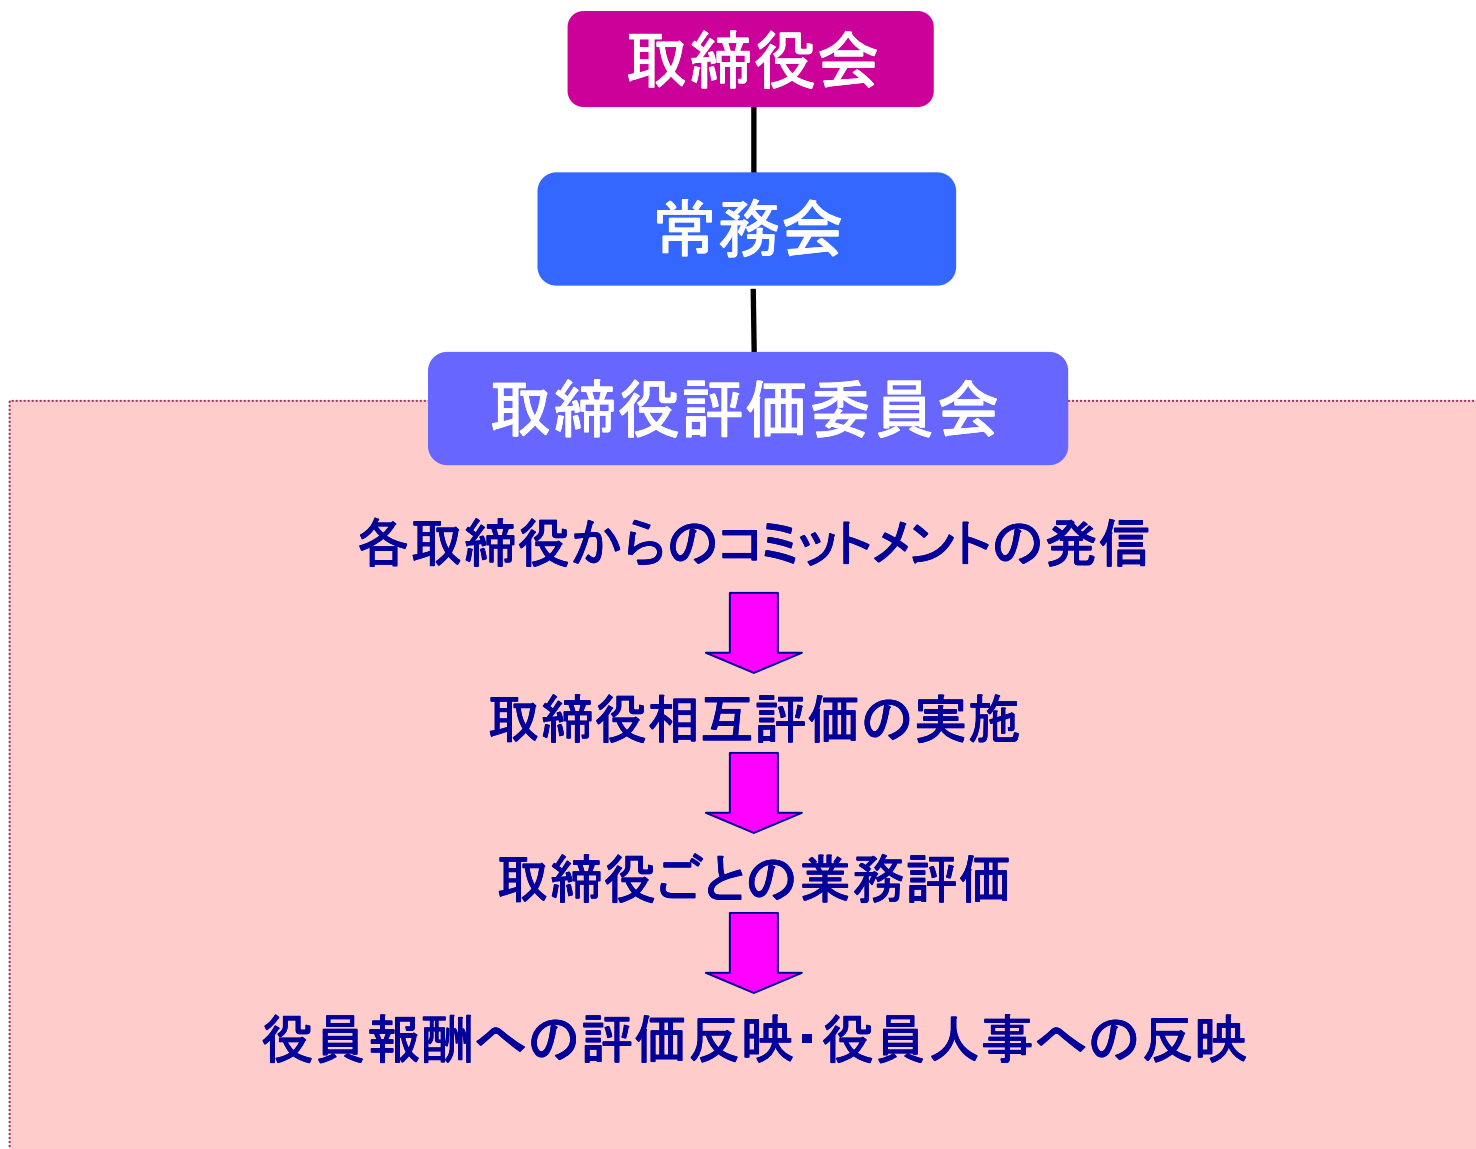 取締役会
常務会
取締役評価委員会
各取締役からのコミットメントの発信
取締役相互評価の実施
取締役ごとの業務評価
役員報酬への評価反映・役員人事への反映